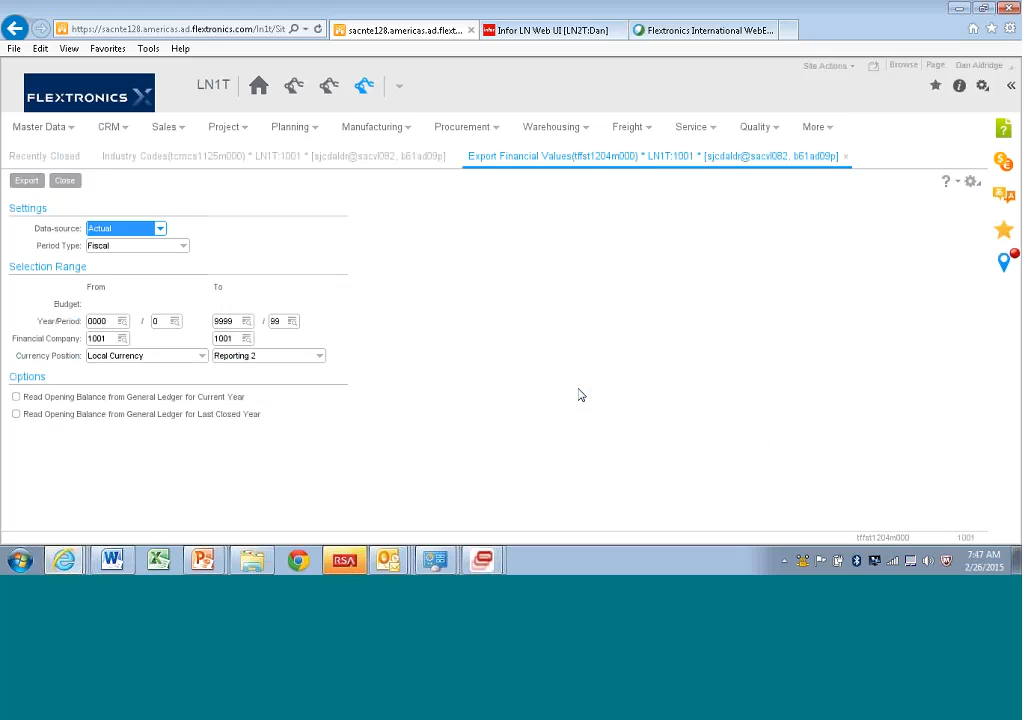 https://sacnte128.americas.ad.flextronics.com/ln1t/Sit
sacnte128.americas.ad.flext...
Infor LN Web UI [LN2T:Dan]
Flextronics International WebE...
File Edit View Favorites Tools Help
Site Actions Browse Page Dan Aldridge
FLEXTRONICS
LN1T
Master Data CRM Sales Project Planning Manufacturing Procurement Warehousing Freight Service Quality More
Recently Closed
Industry Codes(tcmcs1125m000) * LN1T:1001 * [sjcdaldr@sacvl082, b61ad09p]
Export Financial Values(tffst1204m000) * LN1T:1001 * [sjcdaldr@sacvl082, b61ad09p] ×
Export Close
Settings
Data-source: Actual
Period Type: Fiscal
Selection Range
From To
Budget:
Year/Period: 0000 / 0 9999 / 99
Financial Company: 1001 1001
Currency Position: Local Currency Reporting 2
Options
Read Opening Balance from General Ledger for Current Year
Read Opening Balance from General Ledger for Last Closed Year
tffst1204m000 1001
RSA
7:47 AM
2/26/2015